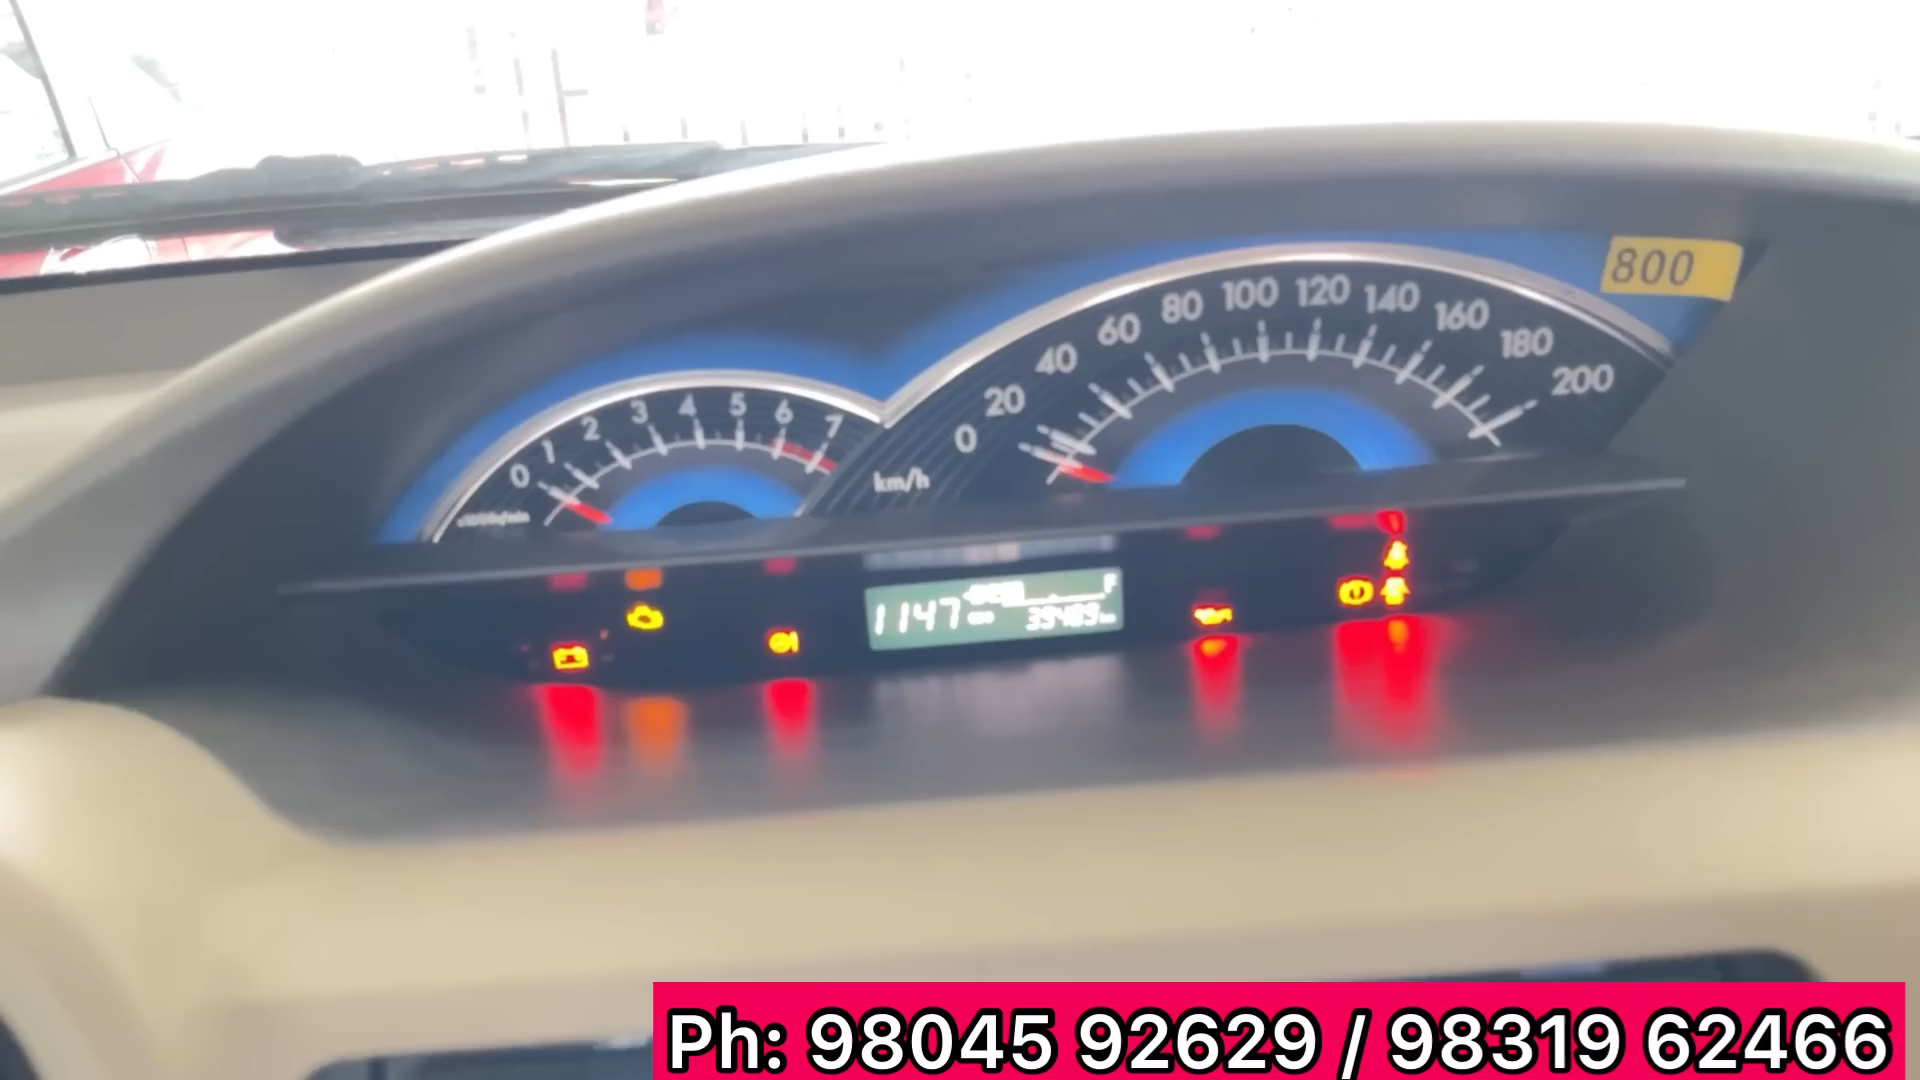 800
0 20 40 60 80 100 120 140 160 180 200
km/h
0 1 2 3 4 5 6 7
1147
39489
F
Ph: 98045 92629 / 98319 62466